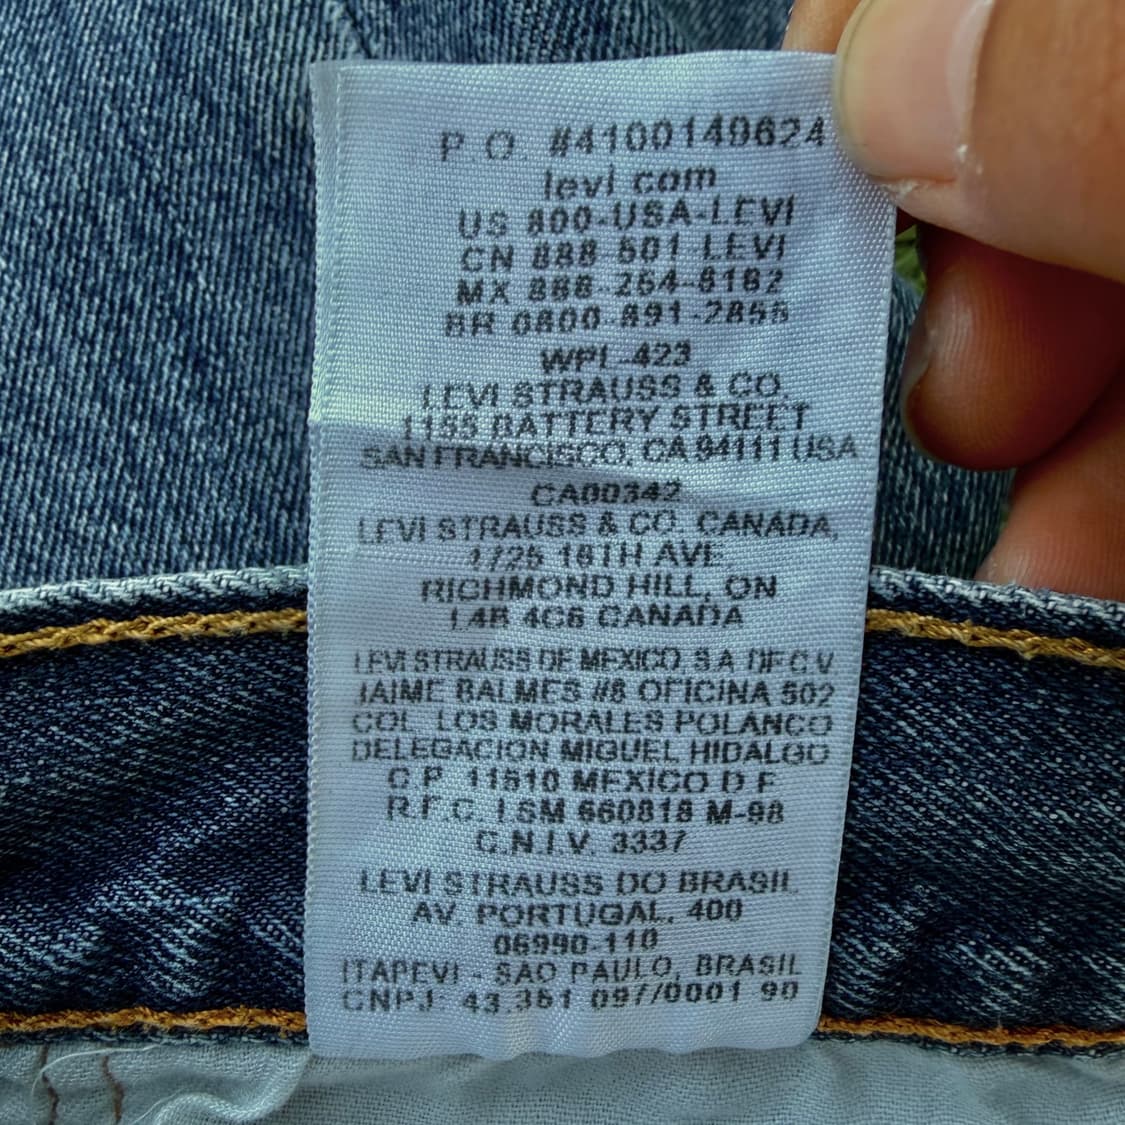 P.O. #4100140624
levi.com
US 800-USA-LEVI
CN 888-501-LEVI
MX 888-264-8182
BR 0800-891-2855
WPL-423
LEVI STRAUSS & CO.
1155 BATTERY STREET
SAN FRANCISCO, CA 94111 USA
CA00342
LEVI STRAUSS & CO. CANADA,
1725 16TH AVE.
RICHMOND HILL, ON
L4B 4C6 CANADA
LEVI STRAUSS DE MEXICO, S.A. DE C.V.
JAIME BALMES #8 OFICINA 502
COL. LOS MORALES POLANCO
DELEGACION MIGUEL HIDALGO
C.P. 11510 MEXICO D.F.
R.F.C. LSM 660818 M-98
C.N.I.V. 3337
LEVI STRAUSS DO BRASIL
AV. PORTUGAL, 400
06990-110
ITAPEVI - SAO PAULO, BRASIL
CNPJ: 43.351.097/0001-90